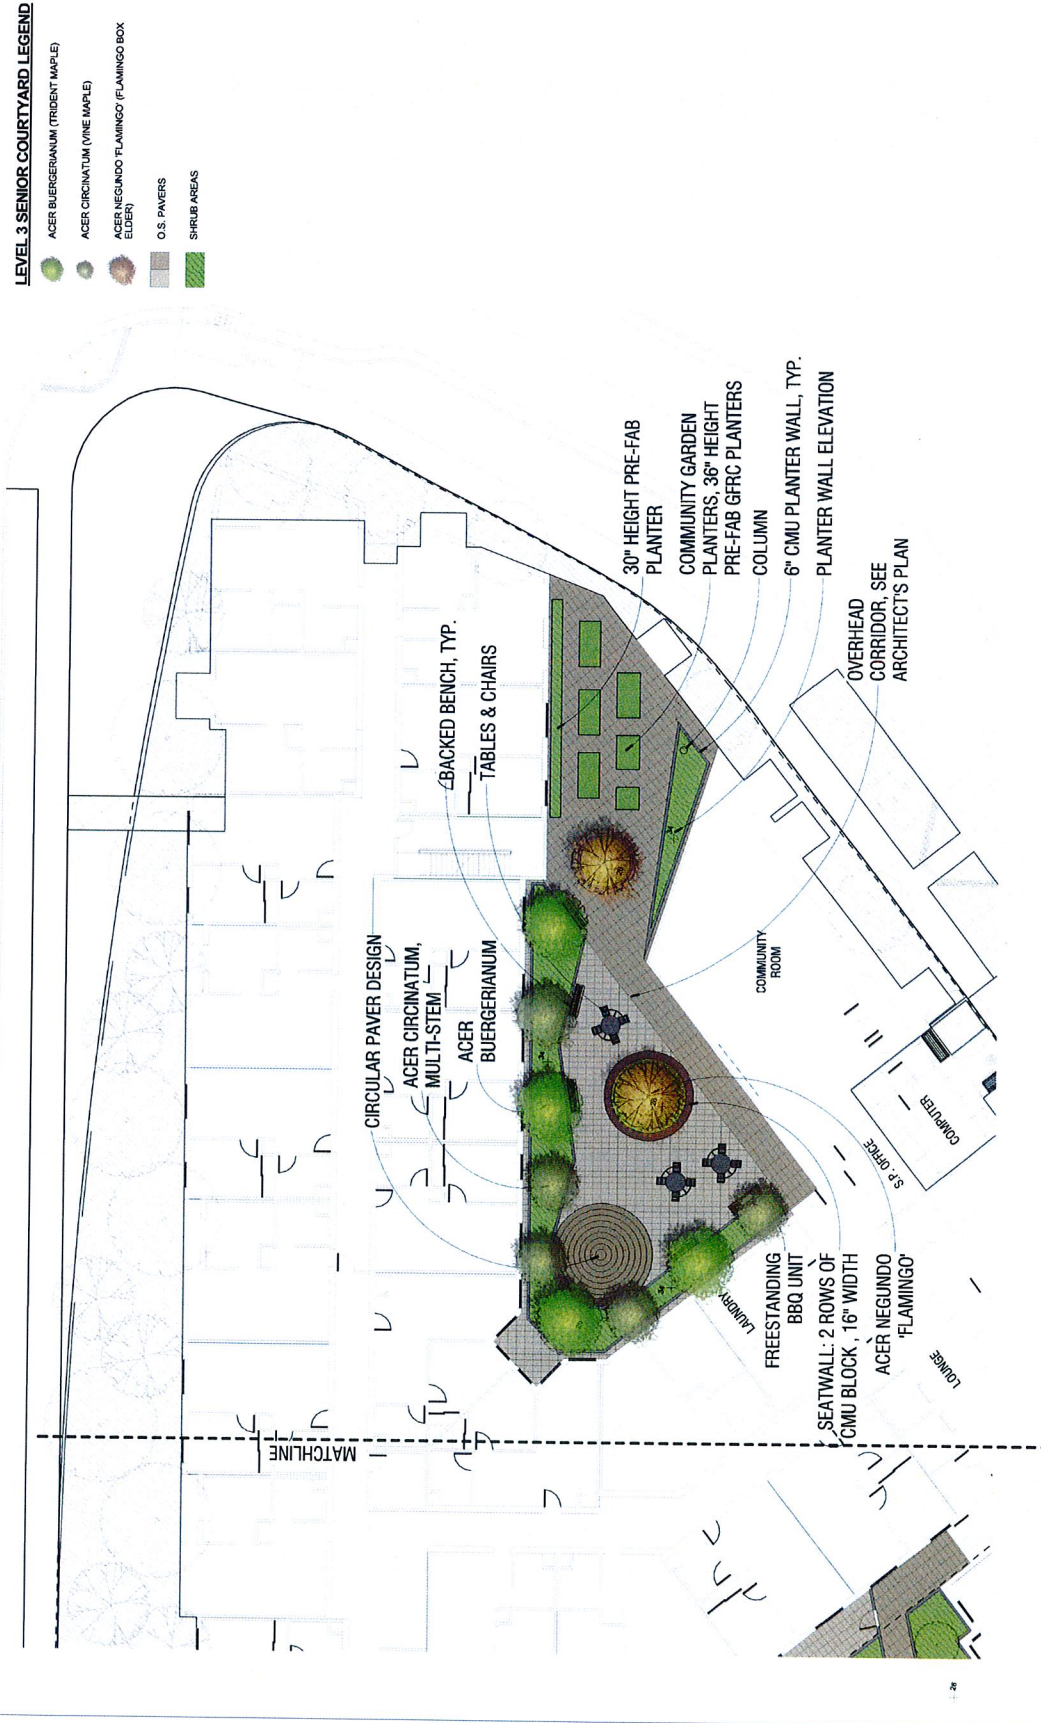 LEVEL 3 SENIOR COURTYARD LEGEND
ACER BUERGERIANUM (TRIDENT MAPLE)
ACER CIRCINATUM (VINE MAPLE)
ACER NEGUNDO 'FLAMINGO' (FLAMINGO BOX
ELDER)
O.S. PAVERS
SHRUB AREAS
CIRCULAR PAVER DESIGN
ACER CIRCINATUM,
MULTI-STEM
ACER
BUERGERIANUM
BACKED BENCH, TYP.
TABLES & CHAIRS
30" HEIGHT PRE-FAB
PLANTER
COMMUNITY GARDEN
PLANTERS, 36" HEIGHT
PRE-FAB GFRC PLANTERS
COLUMN
6" CMU PLANTER WALL, TYP.
PLANTER WALL ELEVATION
OVERHEAD
CORRIDOR, SEE
ARCHITECT'S PLAN
COMMUNITY
ROOM
COMPUTER
S.P. OFFICE
LAUNDRY
LOUNGE
FREESTANDING
BBQ UNIT
SEATWALL: 2 ROWS OF
CMU BLOCK , 16" WIDTH
ACER NEGUNDO
'FLAMINGO'
MATCHLINE